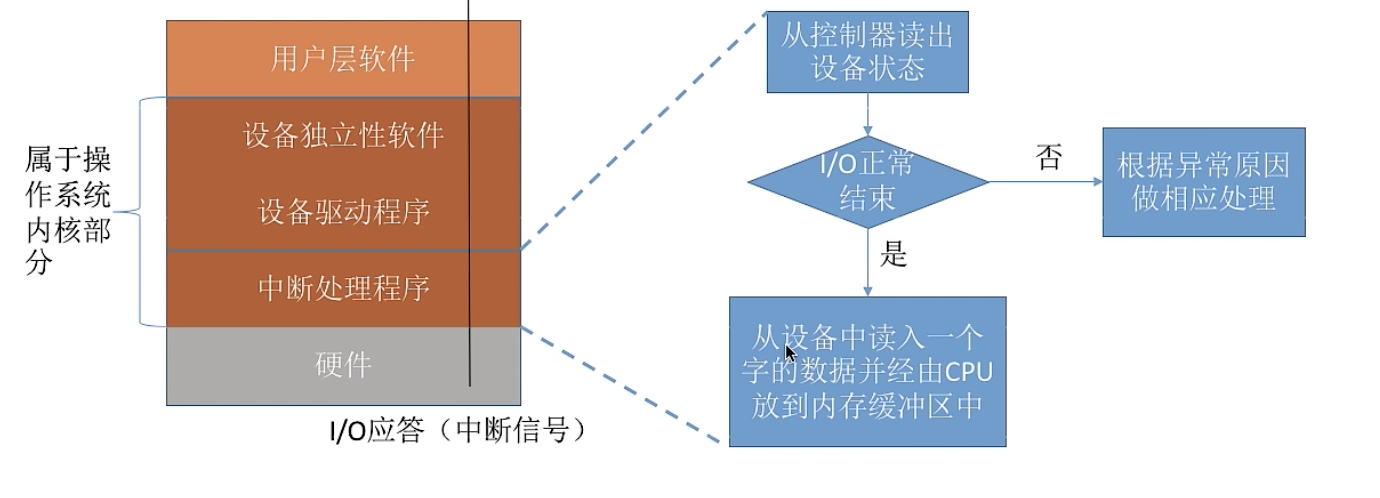 用户层软件
设备独立性软件
设备驱动程序
中断处理程序
硬件
属于操
作系统
内核部
分
I/O应答（中断信号）
从控制器读出
设备状态
I/O正常
结束
否
根据异常原因
做相应处理
是
从设备中读入一个
字的数据并经由CPU
放到内存缓冲区中